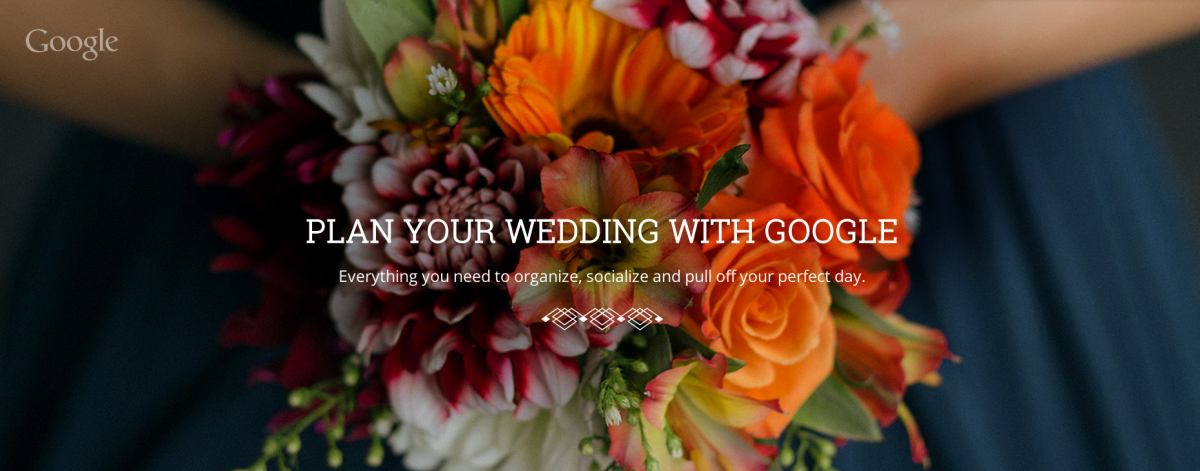 Google
PLAN YOUR WEDDING WITH GOOGLE
Everything you need to organize, socialize and pull off your perfect day.